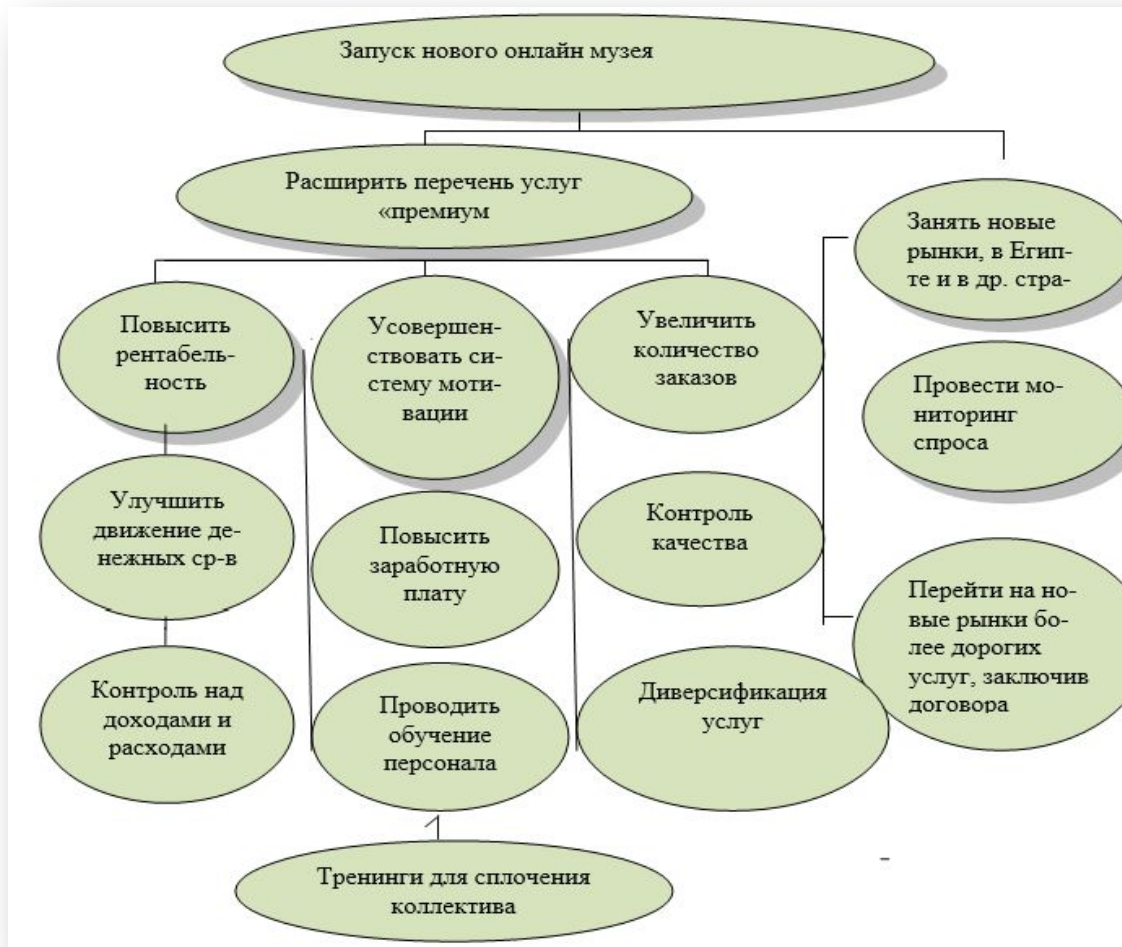 Запуск нового онлайн музея
Расширить перечень услуг
«премиум
Занять новые
рынки, в Егип-
те и в др. стра-
Повысить
рентабель-
ность
Усовершен-
ствовать си-
стему моти-
вации
Увеличить
количество
заказов
Провести мо-
ниторинг
спроса
Улучшить
движение де-
нежных ср-в
Повысить
заработную
плату
Контроль
качества
Перейти на но-
вые рынки бо-
лее дорогих
услуг, заключив
договора
Контроль над
доходами и
расходами
Проводить
обучение
персонала
Диверсификация
услуг
Тренинги для сплочения
коллектива